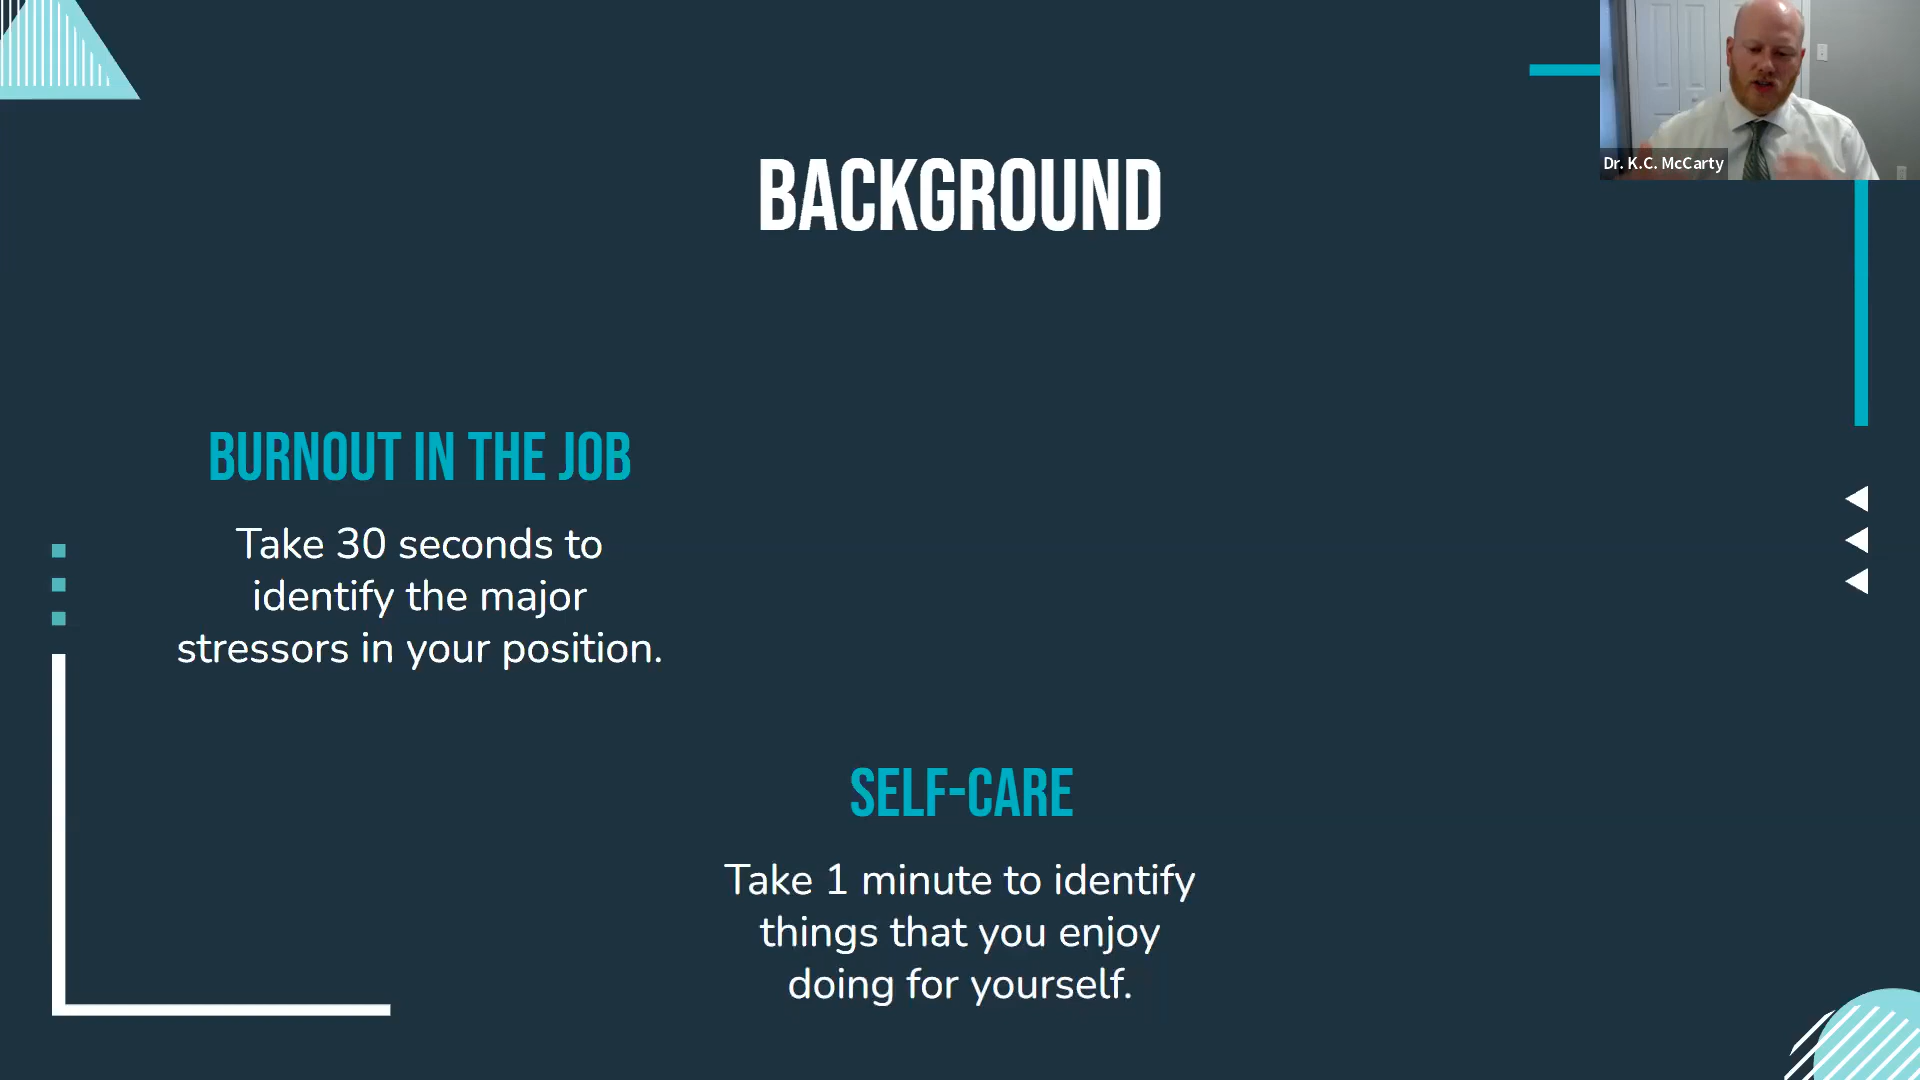 Dr. K.C. McCarty
BACKGROUND
BURNOUT IN THE JOB
Take 30 seconds to
identify the major
stressors in your position.
SELF-CARE
Take 1 minute to identify
things that you enjoy
doing for yourself.